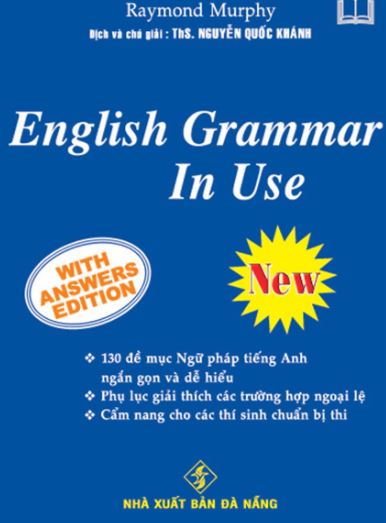 Raymond Murphy
Dịch và chú giải : ThS. NGUYỄN QUỐC KHÁNH
English Grammar
In Use
WITH
ANSWERS
EDITION
New
❖ 130 đề mục Ngữ pháp tiếng Anh
ngắn gọn và dễ hiểu
❖ Phụ lục giải thích các trường hợp ngoại lệ
❖ Cẩm nang cho các thí sinh chuẩn bị thi
NHÀ XUẤT BẢN ĐÀ NẴNG